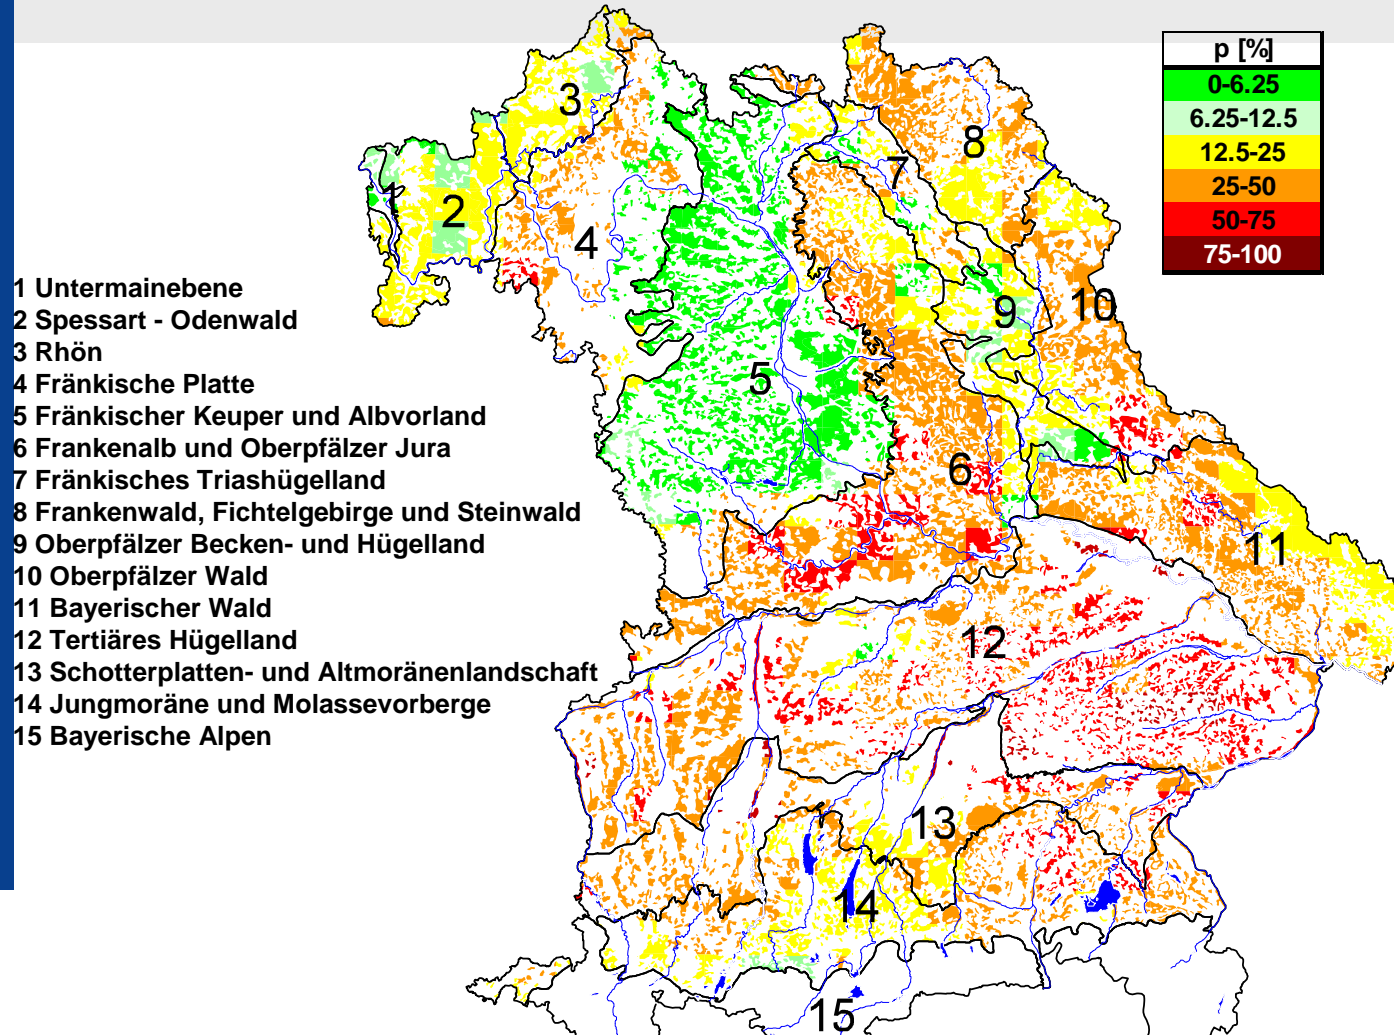 p [%]
0-6.25
6.25-12.5
12.5-25
25-50
50-75
75-100
1 Untermainebene
2 Spessart - Odenwald
3 Rhön
4 Fränkische Platte
5 Fränkischer Keuper und Albvorland
6 Frankenalb und Oberpfälzer Jura
7 Fränkisches Triashügelland
8 Frankenwald, Fichtelgebirge und Steinwald
9 Oberpfälzer Becken- und Hügelland
10 Oberpfälzer Wald
11 Bayerischer Wald
12 Tertiäres Hügelland
13 Schotterplatten- und Altmoränenlandschaft
14 Jungmoräne und Molassevorberge
15 Bayerische Alpen
3
8
7
1
2
4
9
10
5
6
11
12
13
14
15